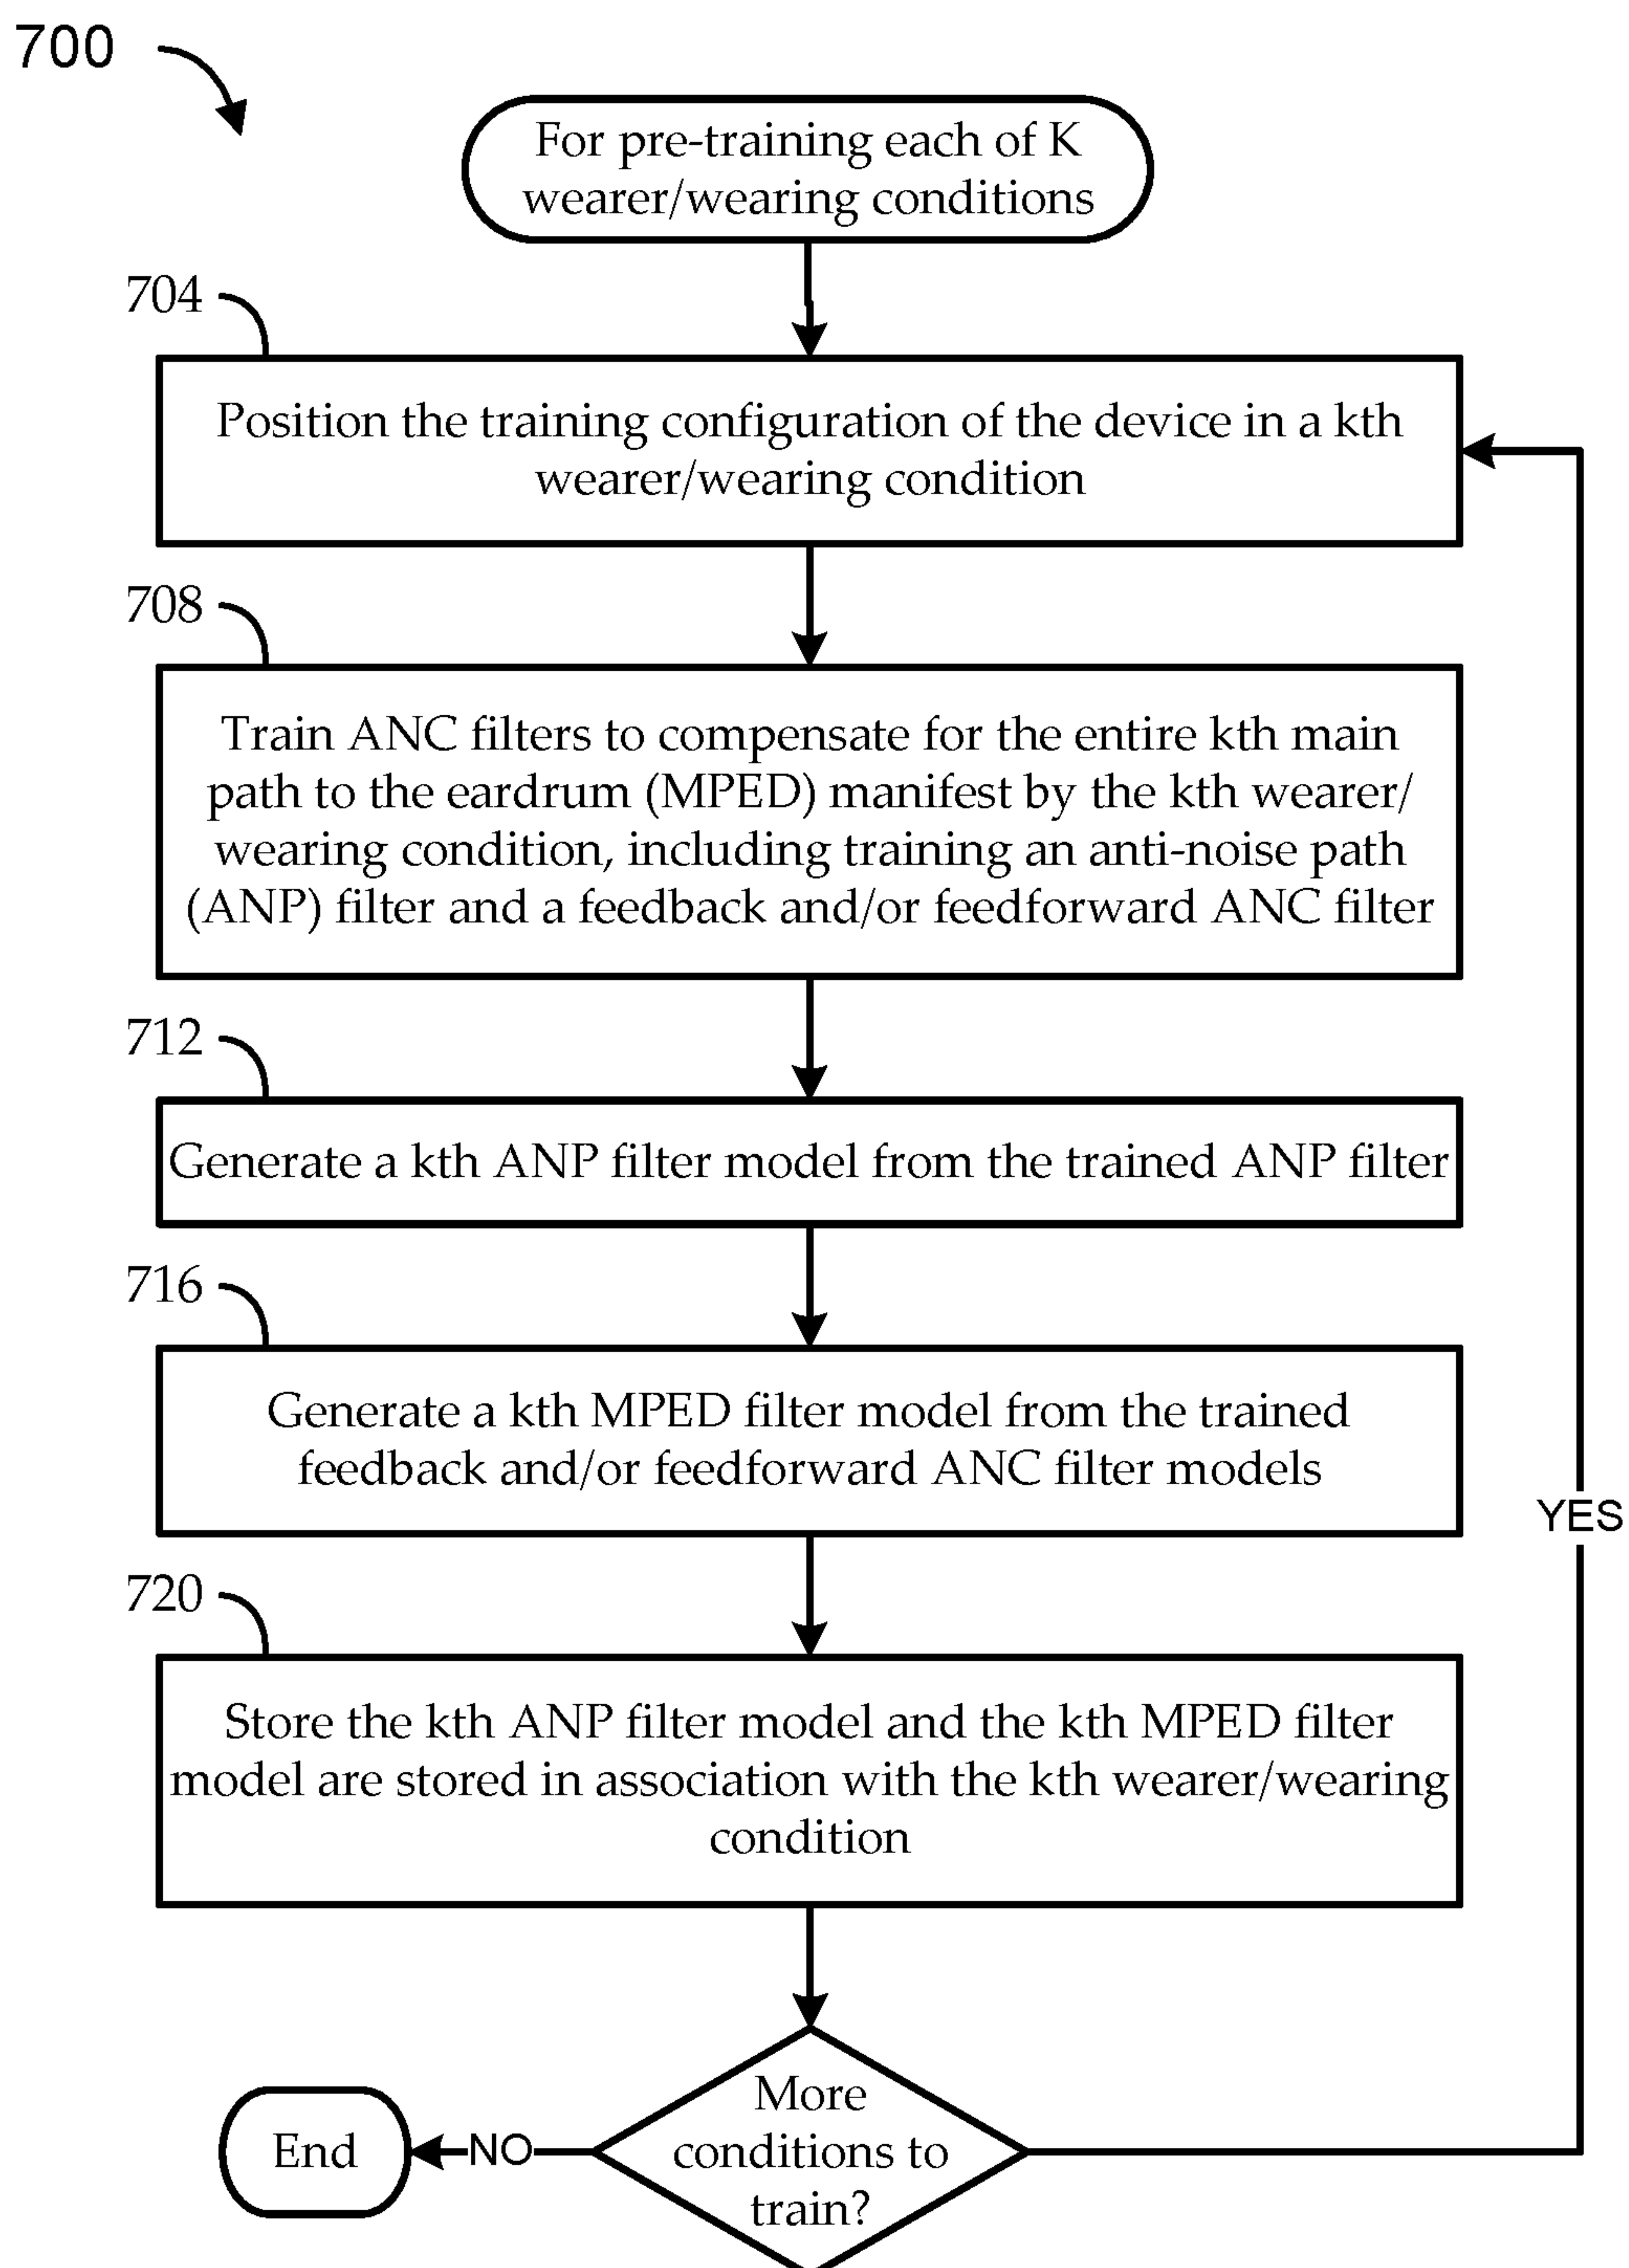 700
For pre-training each of K
wearer/wearing conditions
704
Position the training configuration of the device in a kth
wearer/wearing condition
708
Train ANC filters to compensate for the entire kth main
path to the eardrum (MPED) manifest by the kth wearer/
wearing condition, including training an anti-noise path
(ANP) filter and a feedback and/or feedforward ANC filter
712
Generate a kth ANP filter model from the trained ANP filter
716
Generate a kth MPED filter model from the trained
feedback and/or feedforward ANC filter models
YES
720
Store the kth ANP filter model and the kth MPED filter
model are stored in association with the kth wearer/wearing
condition
More
conditions to
train?
NO
End